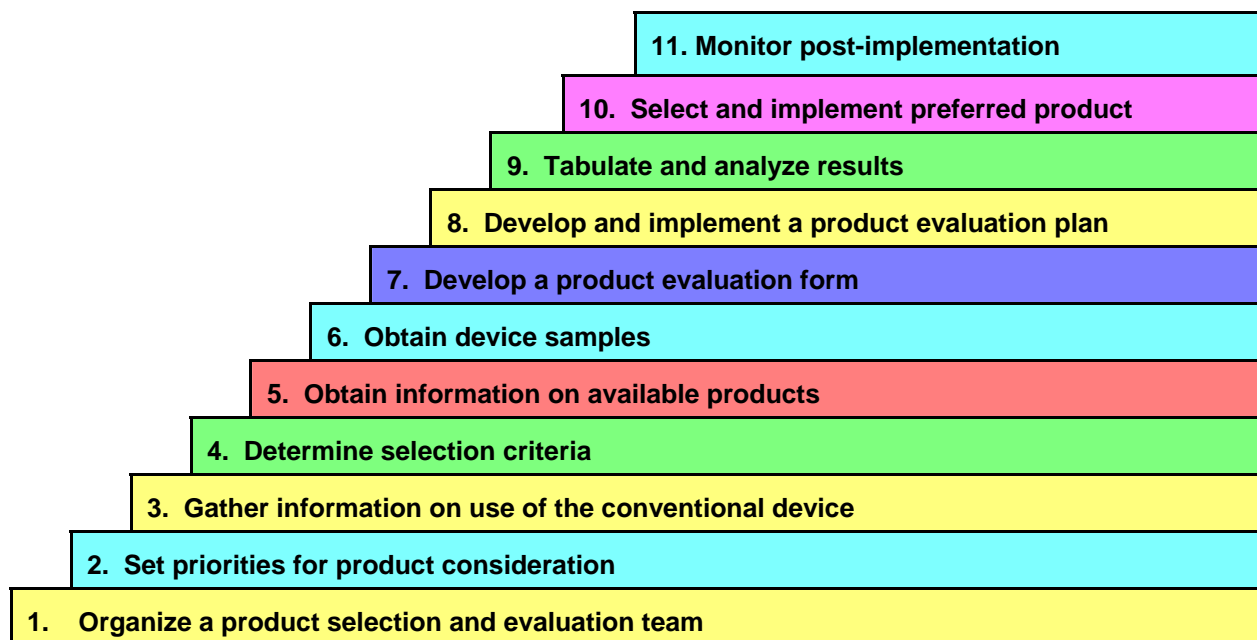 11. Monitor post-implementation
10. Select and implement preferred product
9. Tabulate and analyze results
8. Develop and implement a product evaluation plan
7. Develop a product evaluation form
6. Obtain device samples
5. Obtain information on available products
4. Determine selection criteria
3. Gather information on use of the conventional device
2. Set priorities for product consideration
1. Organize a product selection and evaluation team